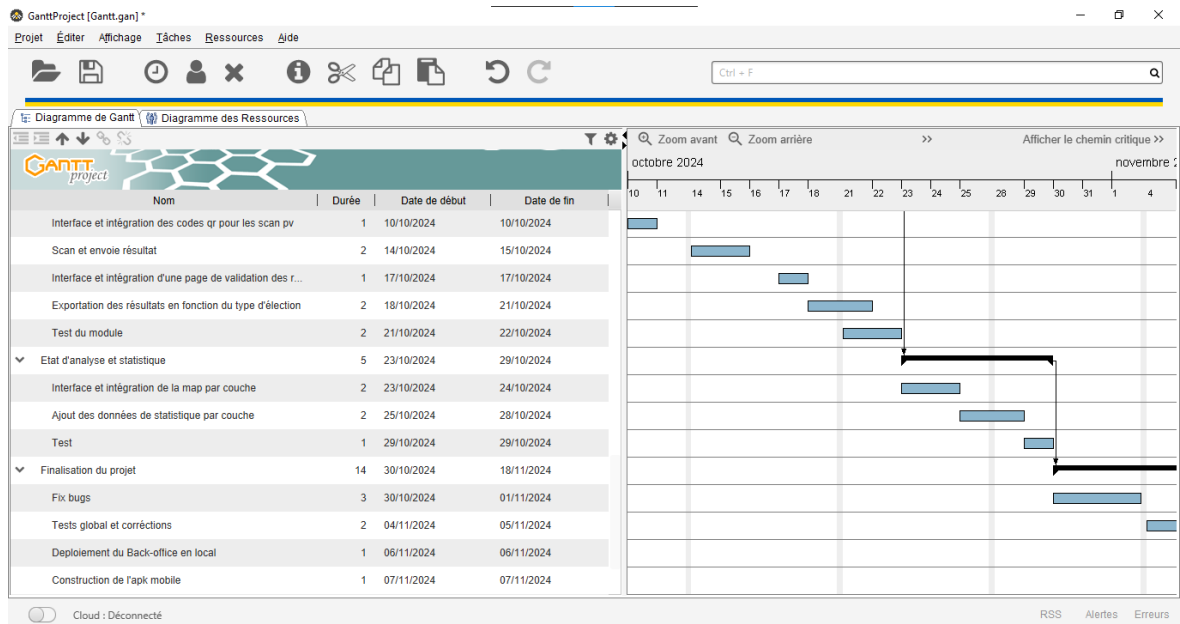 GanttProject [Gantt.gan] *
Projet Éditer Affichage Tâches Ressources Aide
Ctrl + F
Diagramme de Gantt Diagramme des Ressources
Zoom avant Zoom arrière >> Afficher le chemin critique >>
GANTT project
octobre 2024 novembre 2
Nom Durée Date de début Date de fin
10 11 14 15 16 17 18 21 22 23 24 25 28 29 30 31 1 4
Interface et intégration des codes qr pour les scan pv 1 10/10/2024 10/10/2024
Scan et envoie résultat 2 14/10/2024 15/10/2024
Interface et intégration d'une page de validation des r... 1 17/10/2024 17/10/2024
Exportation des résultats en fonction du type d'élection 2 18/10/2024 21/10/2024
Test du module 2 21/10/2024 22/10/2024
Etat d'analyse et statistique 5 23/10/2024 29/10/2024
Interface et intégration de la map par couche 2 23/10/2024 24/10/2024
Ajout des données de statistique par couche 2 25/10/2024 28/10/2024
Test 1 29/10/2024 29/10/2024
Finalisation du projet 14 30/10/2024 18/11/2024
Fix bugs 3 30/10/2024 01/11/2024
Tests global et corréctions 2 04/11/2024 05/11/2024
Deploiement du Back-office en local 1 06/11/2024 06/11/2024
Construction de l'apk mobile 1 07/11/2024 07/11/2024
Cloud : Déconnecté RSS Alertes Erreurs